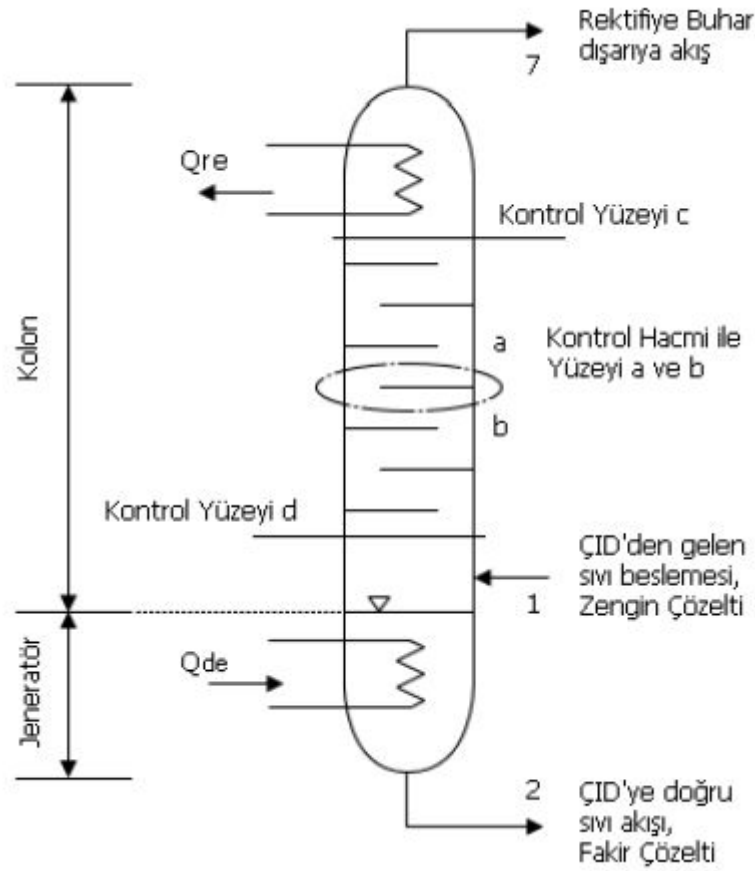 Rektifiye Buhar
dışarıya akış
7
Qre
Kontrol Yüzeyi c
Kolon
a
Kontrol Hacmi ile
Yüzeyi a ve b
b
Kontrol Yüzeyi d
ÇID'den gelen
sıvı beslemesi,
Zengin Çözelti
1
Jeneratör
Qde
2
ÇID'ye doğru
sıvı akışı,
Fakir Çözelti